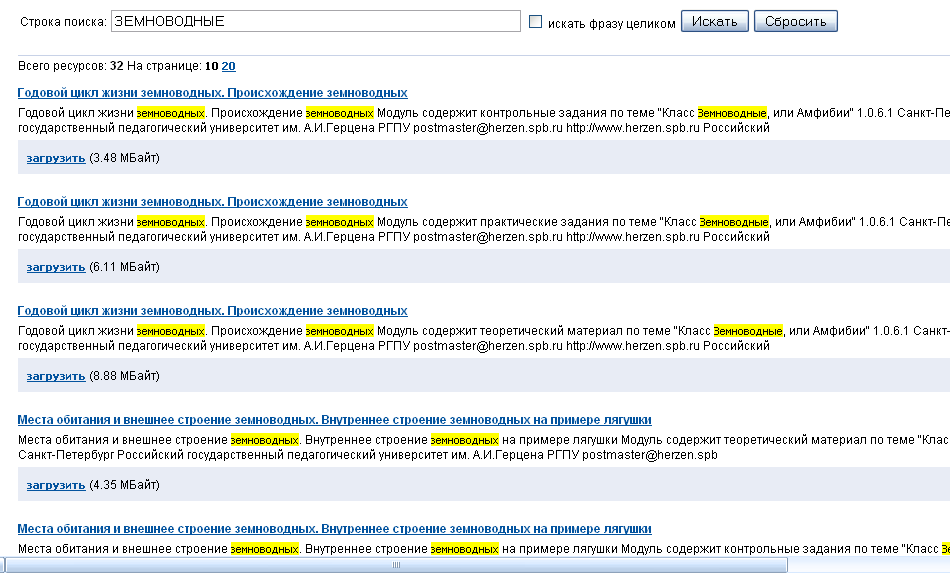 Строка поиска: ЗЕМНОВОДНЫЕ искать фразу целиком Искать Сбросить
Всего ресурсов: 32 На странице: 10 20
Годовой цикл жизни земноводных. Происхождение земноводных
Годовой цикл жизни земноводных. Происхождение земноводных Модуль содержит контрольные задания по теме "Класс Земноводные, или Амфибии" 1.0.6.1 Санкт-Пе
государственный педагогический университет им. А.И.Герцена РГПУ postmaster@herzen.spb.ru http://www.herzen.spb.ru Российский
загрузить (3.48 МБайт)
Годовой цикл жизни земноводных. Происхождение земноводных
Годовой цикл жизни земноводных. Происхождение земноводных Модуль содержит практические задания по теме "Класс Земноводные, или Амфибии" 1.0.6.1 Санкт-Пе
государственный педагогический университет им. А.И.Герцена РГПУ postmaster@herzen.spb.ru http://www.herzen.spb.ru Российский
загрузить (6.11 МБайт)
Годовой цикл жизни земноводных. Происхождение земноводных
Годовой цикл жизни земноводных. Происхождение земноводных Модуль содержит теоретический материал по теме "Класс Земноводные, или Амфибии" 1.0.6.1 Санкт-
государственный педагогический университет им. А.И.Герцена РГПУ postmaster@herzen.spb.ru http://www.herzen.spb.ru Российский
загрузить (8.88 МБайт)
Места обитания и внешнее строение земноводных. Внутреннее строение земноводных на примере лягушки
Места обитания и внешнее строение земноводных. Внутреннее строение земноводных на примере лягушки Модуль содержит теоретический материал по теме "Клас
Санкт-Петербург Российский государственный педагогический университет им. А.И.Герцена РГПУ postmaster@herzen.spb
загрузить (4.35 МБайт)
Места обитания и внешнее строение земноводных. Внутреннее строение земноводных на примере лягушки
Места обитания и внешнее строение земноводных. Внутреннее строение земноводных на примере лягушки Модуль содержит контрольные задания по теме "Класс Зе